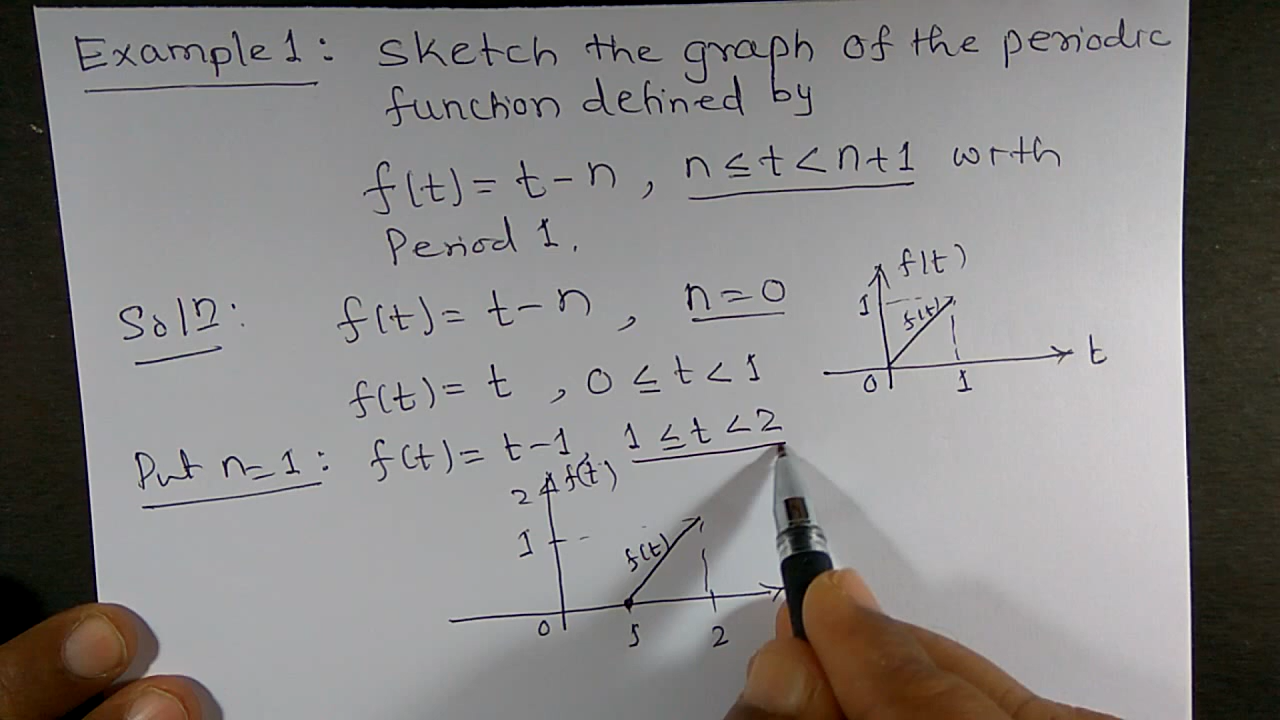 Example 1: Sketch the graph of the periodic
function defined by
f(t) = t - n , n ≤ t < n+1 with
Period 1.
Soln: f(t) = t - n , n = 0
f(t) = t , 0 ≤ t < 1
f(t)
1
f(t)
t
0 1
Put n=1: f(t) = t - 1, 1 ≤ t < 2
2 f(t)
1
f(t)
0 1 2